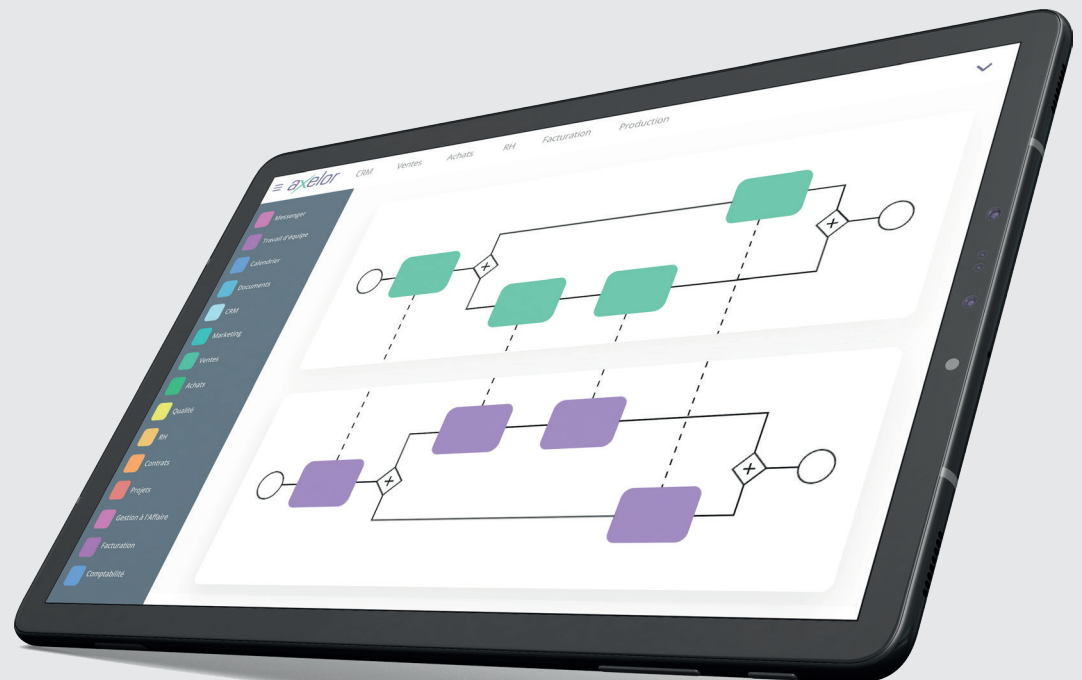 axelor
CRM
Ventes
Achats
RH
Facturation
Production
Messenger
Travail d'équipe
Calendrier
Documents
CRM
Marketing
Ventes
Achats
Qualité
RH
Contrats
Projets
Gestion à l'Affaire
Facturation
Comptabilité